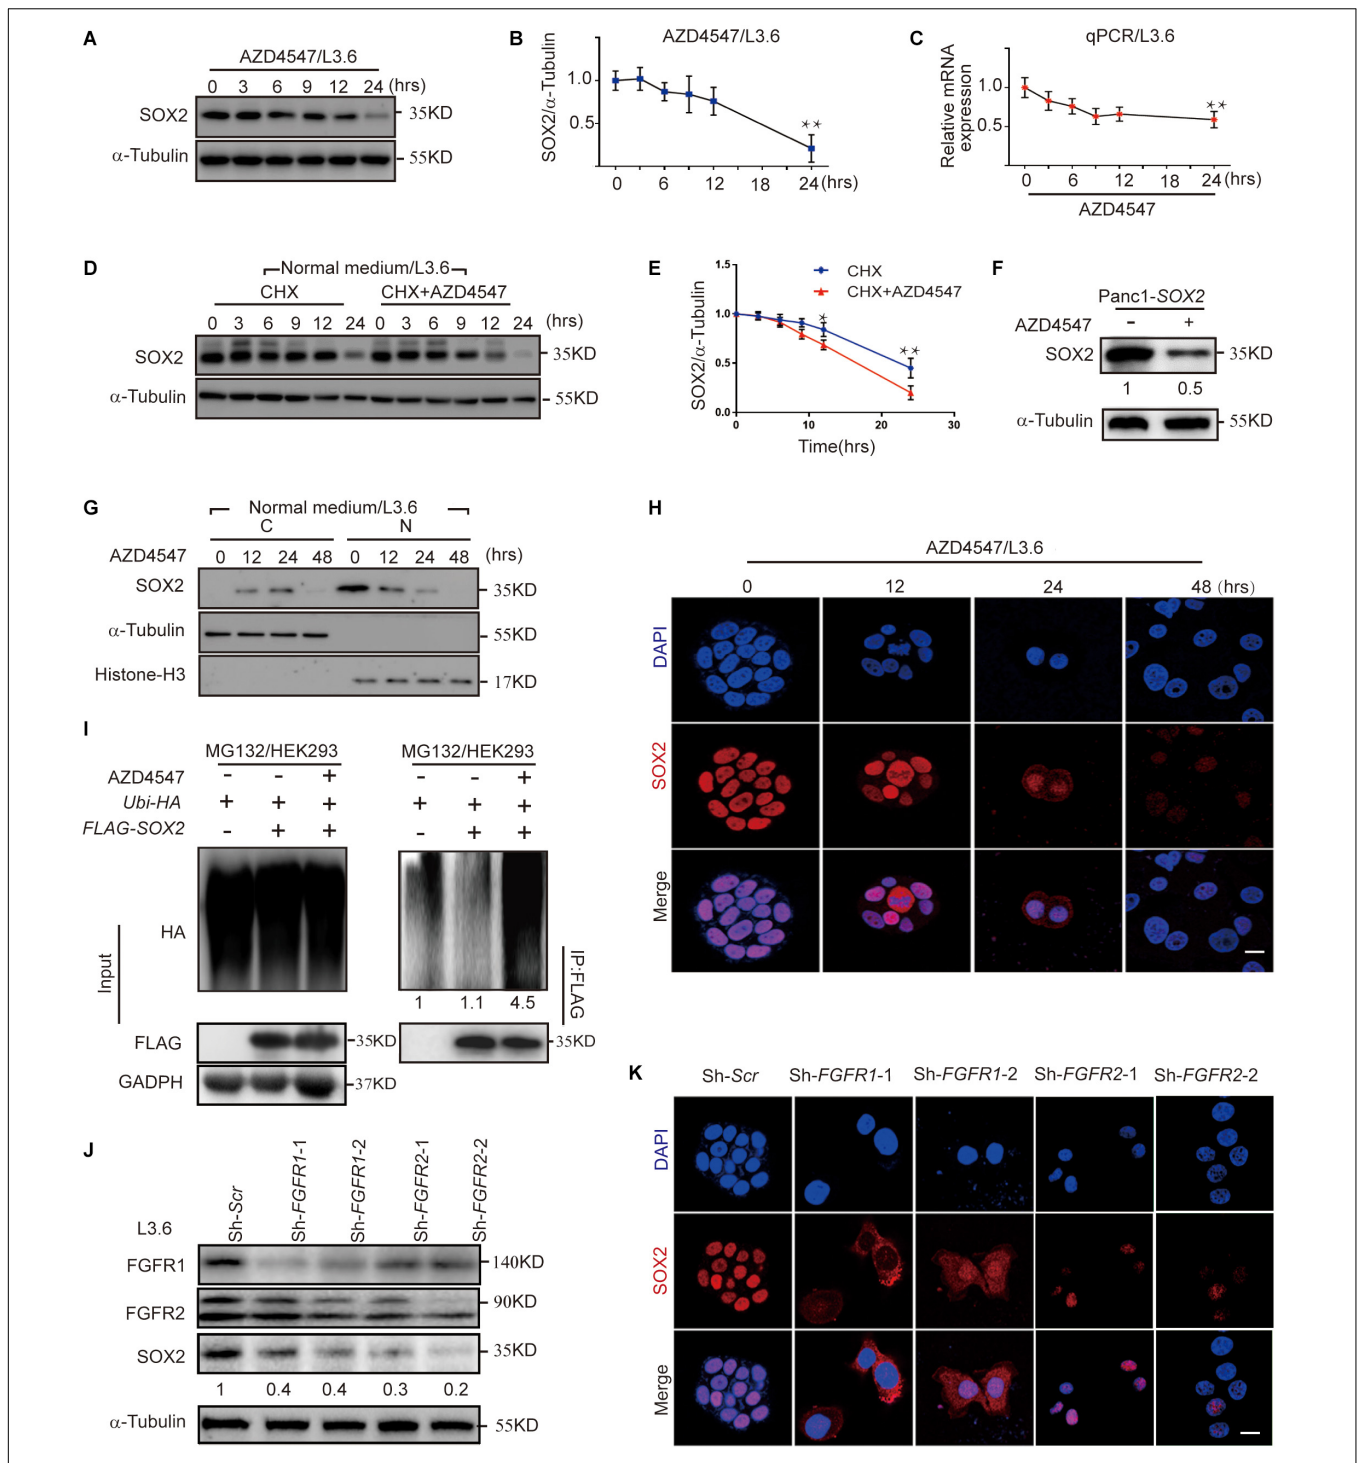 A
AZD4547/L3.6
0 3 6 9 12 24 (hrs)
SOX2
35KD
α-Tubulin
55KD
B
AZD4547/L3.6
SOX2/α-Tubulin
1.0
0.5
**
0 6 12 18 24 (hrs)
C
qPCR/L3.6
Relative mRNA
expression
1.0
0.5
**
0 6 12 18 24 (hrs)
AZD4547
D
Normal medium/L3.6
CHX CHX+AZD4547
0 3 6 9 12 24 0 3 6 9 12 24 (hrs)
SOX2
35KD
α-Tubulin
55KD
E
SOX2/α-Tubulin
1.5
1.0
0.5
0.0
CHX
CHX+AZD4547
*
**
0 10 20 30
Time(hrs)
F
Panc1-SOX2
AZD4547 - +
SOX2
35KD
1 0.5
α-Tubulin
55KD
G
Normal medium/L3.6
C N
AZD4547 0 12 24 48 0 12 24 48 (hrs)
SOX2
35KD
α-Tubulin
55KD
Histone-H3
17KD
H
AZD4547/L3.6
0 12 24 48 (hrs)
DAPI
SOX2
Merge
I
MG132/HEK293 MG132/HEK293
AZD4547 - - + - - +
Ubi-HA + + + + + +
FLAG-SOX2 - + + - + +
Input
HA
1 1.1 4.5
IP:FLAG
FLAG
35KD
35KD
GADPH
37KD
J
L3.6
Sh-Scr
Sh-FGFR1-1
Sh-FGFR1-2
Sh-FGFR2-1
Sh-FGFR2-2
FGFR1
140KD
FGFR2
90KD
SOX2
35KD
1 0.4 0.4 0.3 0.2
α-Tubulin
55KD
K
Sh-Scr Sh-FGFR1-1 Sh-FGFR1-2 Sh-FGFR2-1 Sh-FGFR2-2
DAPI
SOX2
Merge